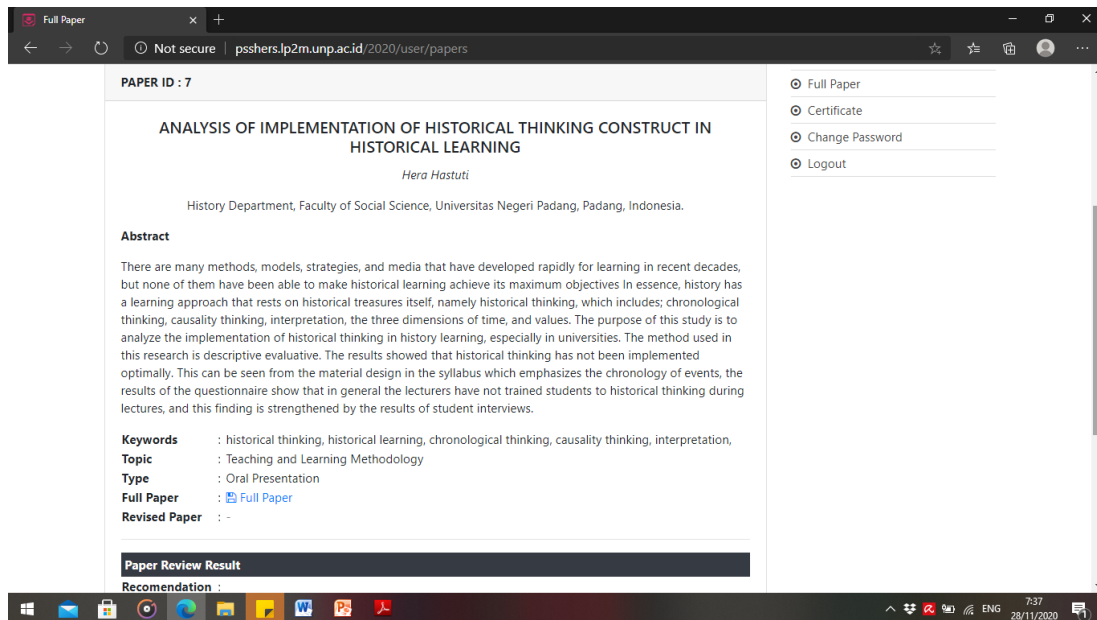 Full Paper
Not secure psshers.lp2m.unp.ac.id/2020/user/papers
PAPER ID : 7
ANALYSIS OF IMPLEMENTATION OF HISTORICAL THINKING CONSTRUCT IN
HISTORICAL LEARNING
Hera Hastuti
History Department, Faculty of Social Science, Universitas Negeri Padang, Padang, Indonesia.
Abstract
There are many methods, models, strategies, and media that have developed rapidly for learning in recent decades,
but none of them have been able to make historical learning achieve its maximum objectives In essence, history has
a learning approach that rests on historical treasures itself, namely historical thinking, which includes; chronological
thinking, causality thinking, interpretation, the three dimensions of time, and values. The purpose of this study is to
analyze the implementation of historical thinking in history learning, especially in universities. The method used in
this research is descriptive evaluative. The results showed that historical thinking has not been implemented
optimally. This can be seen from the material design in the syllabus which emphasizes the chronology of events, the
results of the questionnaire show that in general the lecturers have not trained students to historical thinking during
lectures, and this finding is strengthened by the results of student interviews.
Keywords : historical thinking, historical learning, chronological thinking, causality thinking, interpretation,
Topic : Teaching and Learning Methodology
Type : Oral Presentation
Full Paper : Full Paper
Revised Paper : -
Paper Review Result
Recomendation :
Full Paper
Certificate
Change Password
Logout
ENG
7:37
28/11/2020